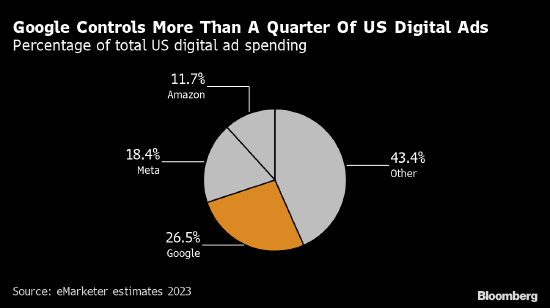 Google Controls More Than A Quarter Of US Digital Ads
Percentage of total US digital ad spending
11.7%
Amazon
18.4%
Meta
43.4%
Other
26.5%
Google
Source: eMarketer estimates 2023
Bloomberg